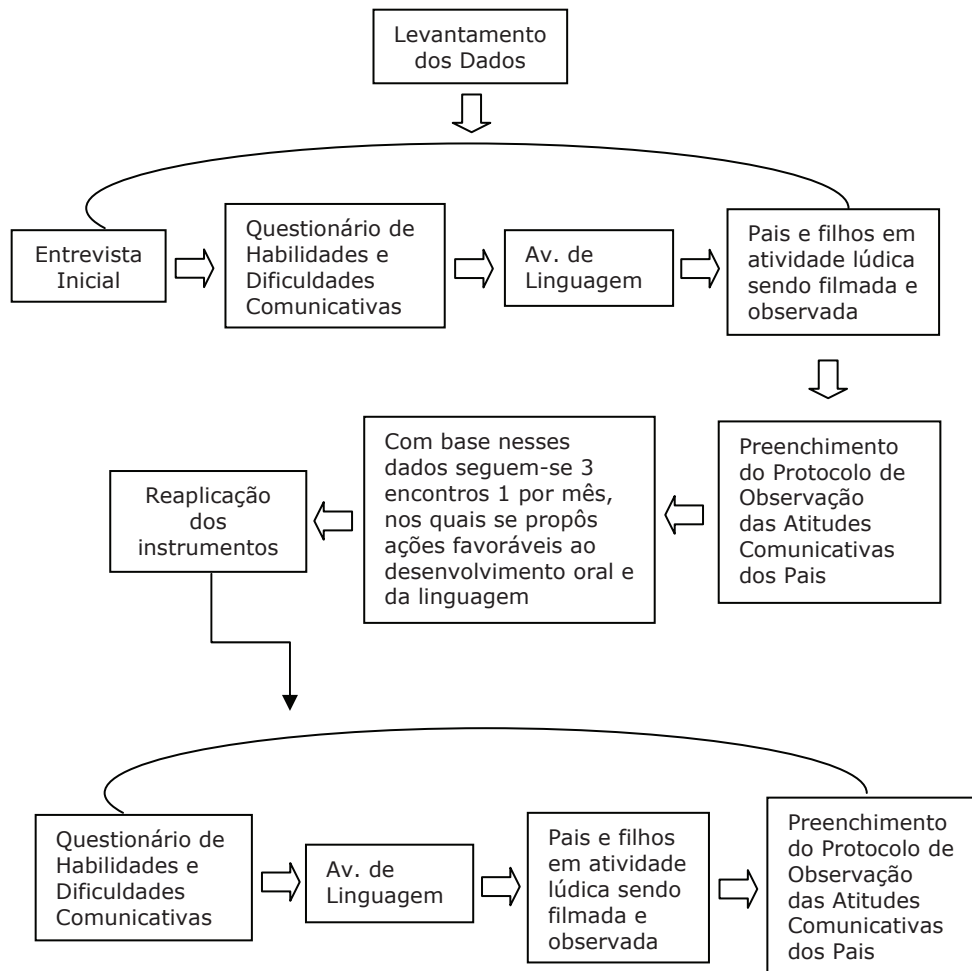 Levantamento
dos Dados
Entrevista
Inicial
Questionário de
Habilidades e
Dificuldades
Comunicativas
Av. de
Linguagem
Pais e filhos em
atividade lúdica
sendo filmada e
observada
Preenchimento
do Protocolo de
Observação
das Atitudes
Comunicativas
dos Pais
Com base nesses
dados seguem-se 3
encontros 1 por mês,
nos quais se propôs
ações favoráveis ao
desenvolvimento oral e
da linguagem
Reaplicação
dos
instrumentos
Questionário de
Habilidades e
Dificuldades
Comunicativas
Av. de
Linguagem
Pais e filhos
em atividade
lúdica sendo
filmada e
observada
Preenchimento
do Protocolo de
Observação
das Atitudes
Comunicativas
dos Pais